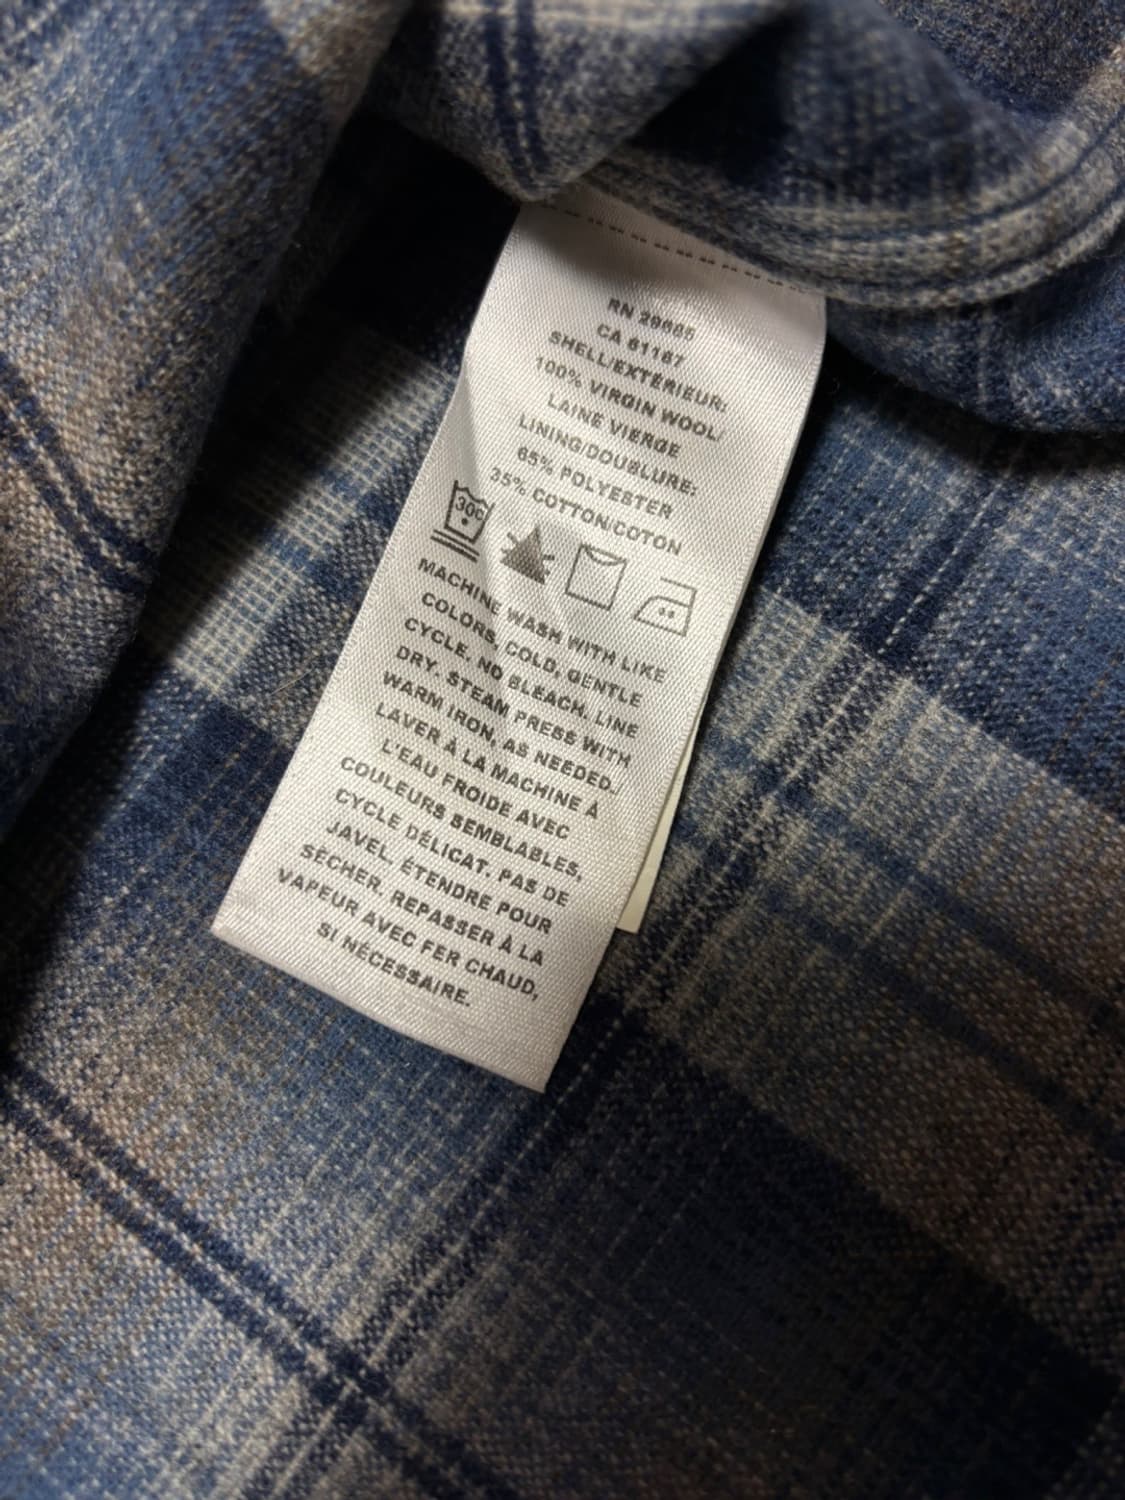 RN 29685
CA 61187
SHELL/EXTERIEUR:
100% VIRGIN WOOL/
LAINE VIERGE
LINING/DOUBLURE:
65% POLYESTER
35% COTTON/COTON
30C
MACHINE WASH WITH LIKE
COLORS, COLD, GENTLE
CYCLE. NO BLEACH. LINE
DRY. STEAM PRESS WITH
WARM IRON, AS NEEDED.
LAVER À LA MACHINE À
L'EAU FROIDE AVEC
COULEURS SEMBLABLES,
CYCLE DÉLICAT. PAS DE
JAVEL. ÉTENDRE POUR
SÉCHER. REPASSER À LA
VAPEUR AVEC FER CHAUD,
SI NÉCESSAIRE.